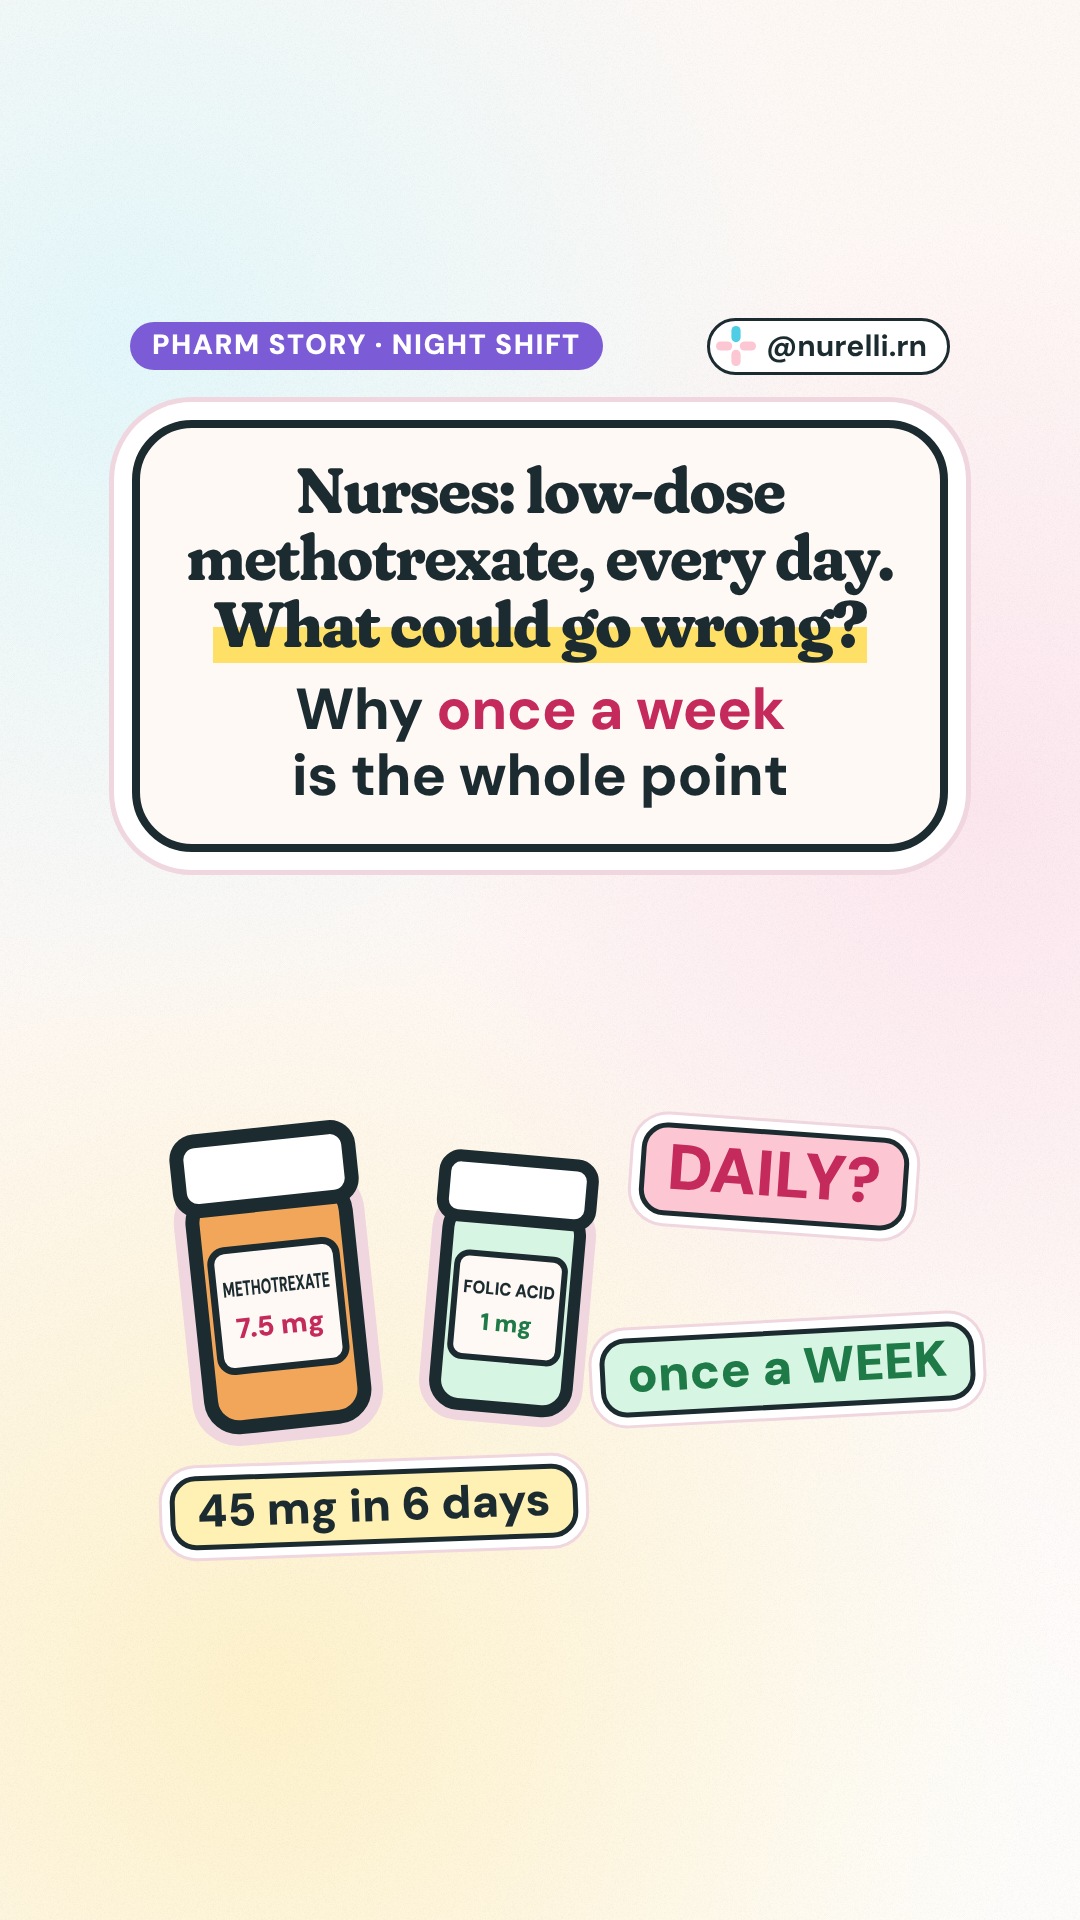 PHARM STORY · NIGHT SHIFT
@nurelli.rn
Nurses: low-dose
methotrexate, every day.
What could go wrong?
Why once a week
is the whole point
DAILY?
METHOTREXATE
7.5 mg
FOLIC ACID
1 mg
once a WEEK
45 mg in 6 days